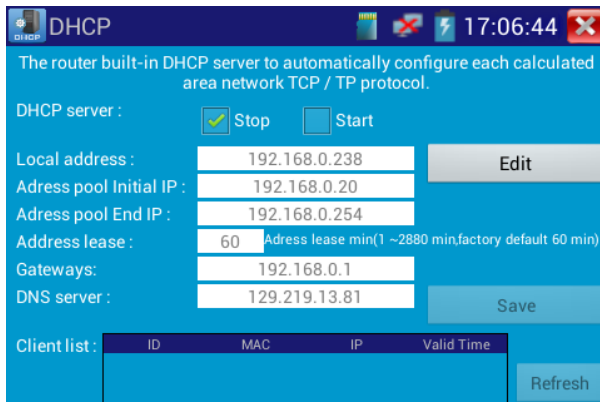 DHCP
DHCP 17:06:44
The router built-in DHCP server to automatically configure each calculated
area network TCP / TP protocol.
DHCP server :
Stop Start
Local address : 192.168.0.238 Edit
Adress pool Initial IP : 192.168.0.20
Adress pool End IP : 192.168.0.254
Address lease : 60 Adress lease min(1 ~2880 min,factory default 60 min)
Gateways: 192.168.0.1
DNS server : 129.219.13.81 Save
Client list : ID MAC IP Valid Time
Refresh